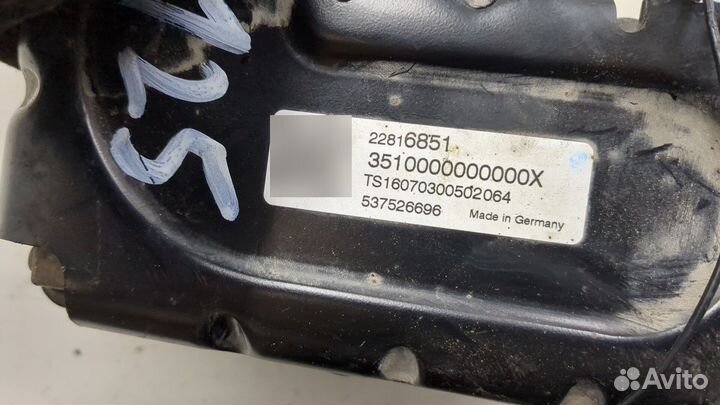 22816851
3510000000000X
TS16070300502064
537526696 Made in Germany
Avito